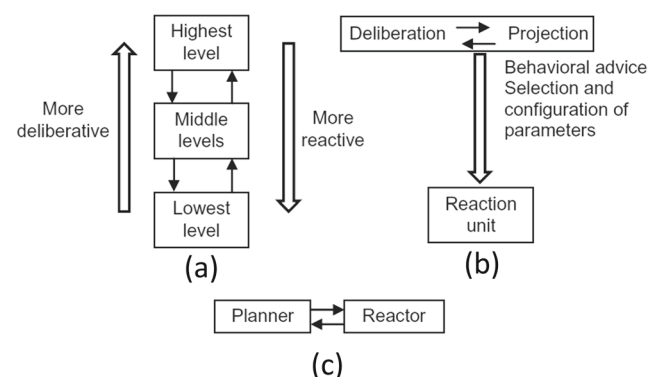 Highest
level
More
deliberative
Middle
levels
More
reactive
Lowest
level
(a)
Deliberation
Projection
Behavioral advice
Selection and
configuration of
parameters
Reaction
unit
(b)
Planner
Reactor
(c)